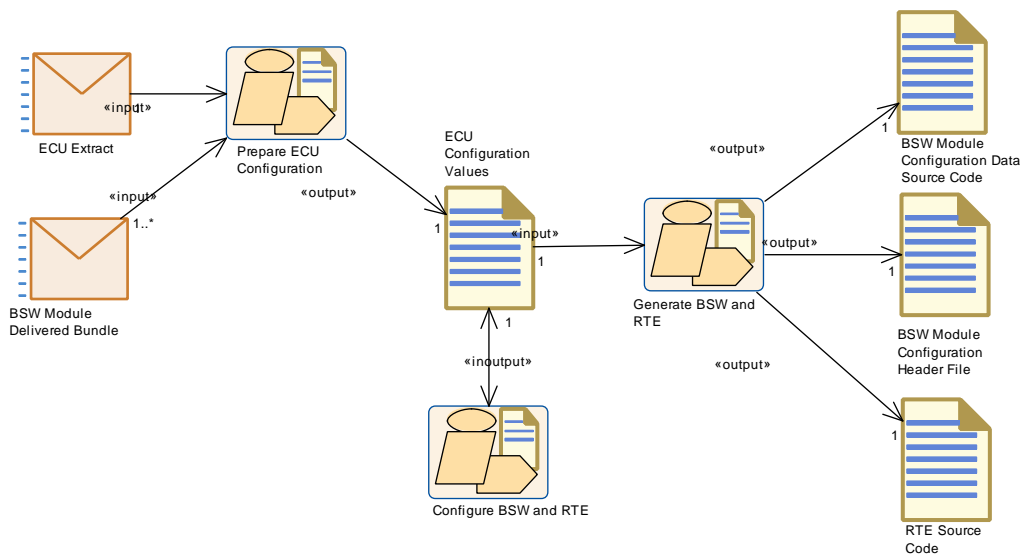 «input»
1
ECU Extract
Prepare ECU
Configuration
«input»
1..*
BSW Module
Delivered Bundle
«output»
ECU
Configuration
Values
1
«input»
1
1
«inoutput»
Configure BSW and RTE
Generate BSW and
RTE
«output»
1
BSW Module
Configuration Data
Source Code
«output»
1
BSW Module
Configuration
Header File
«output»
1
RTE Source
Code